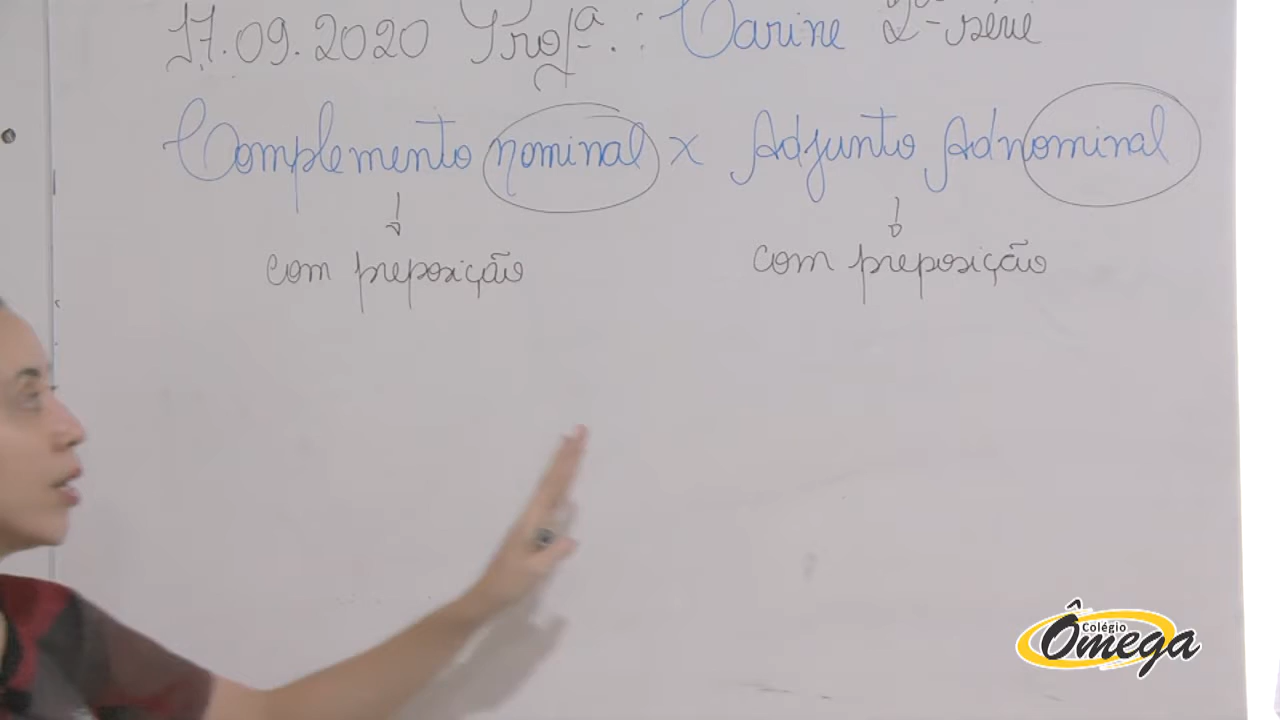 17.09.2020 Profª.: Carine 2ª série
Complemento nominal x Adjunto Adnominal
com preposição com preposição
Colégio
Ômega